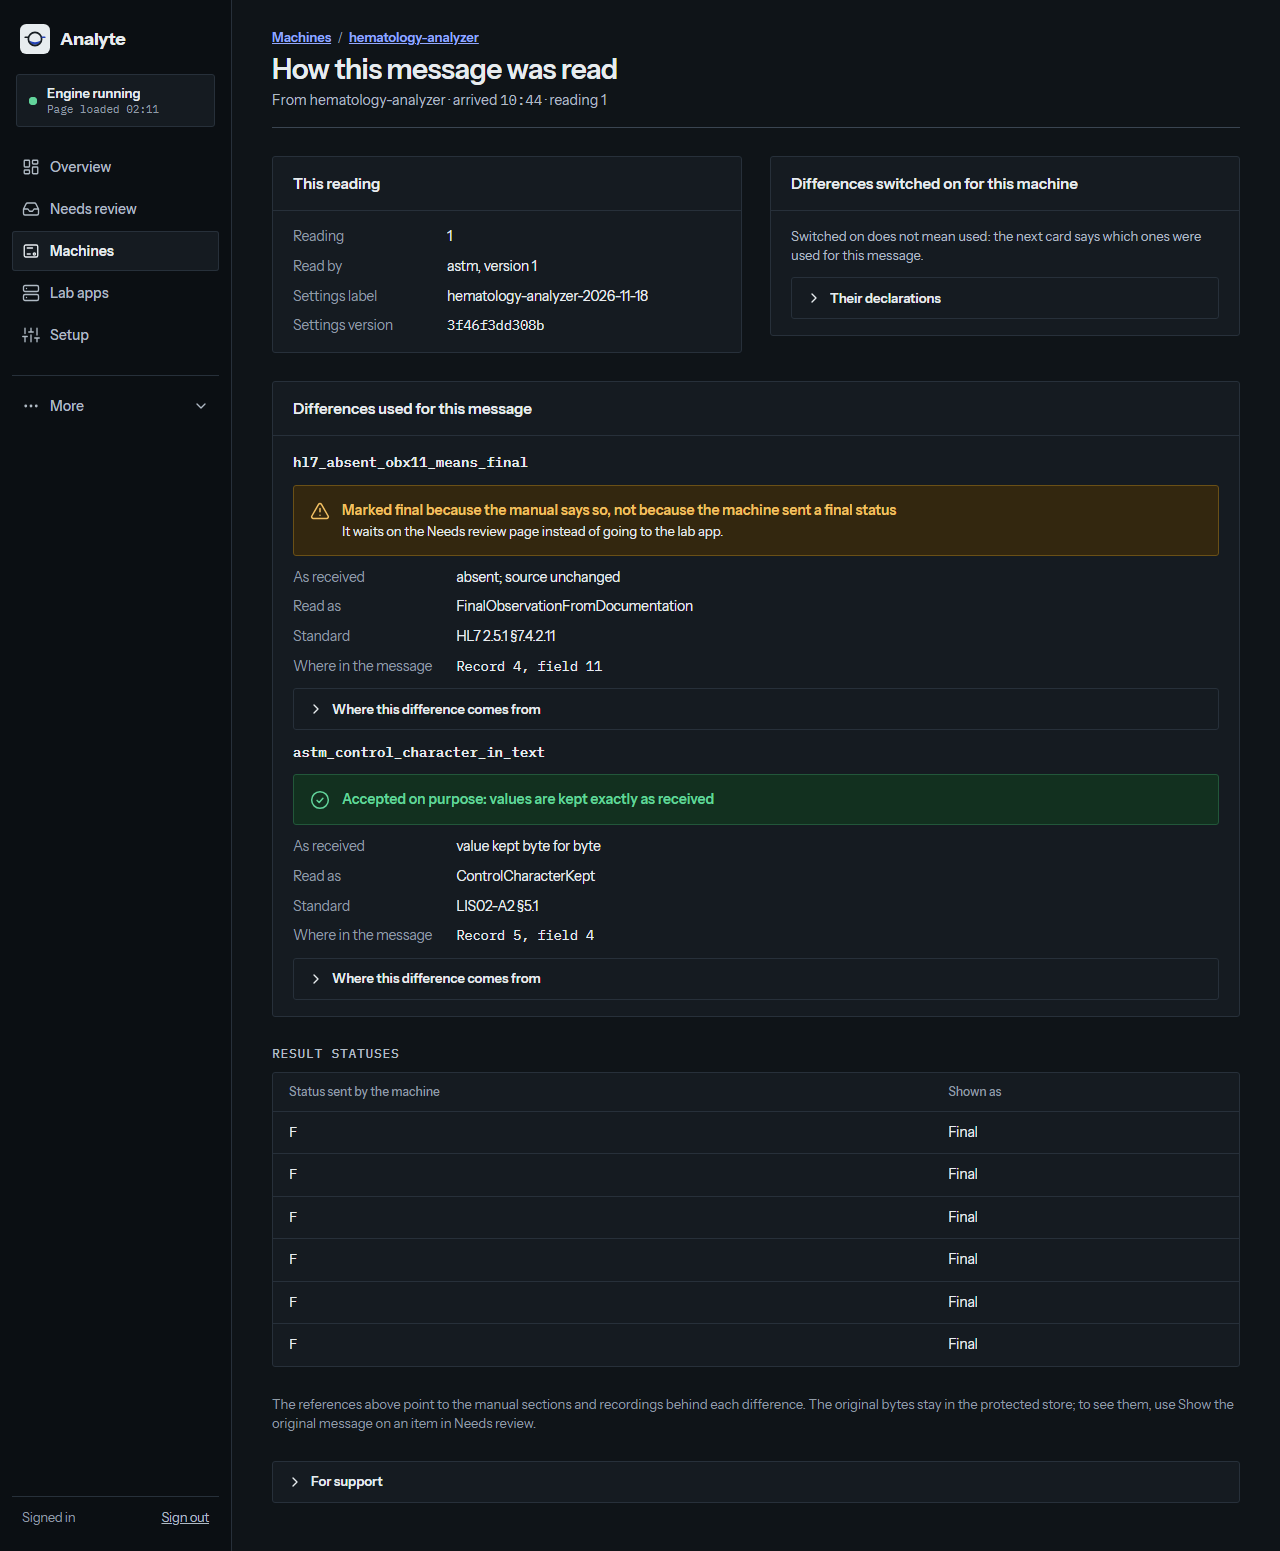 Analyte
Engine running
Page loaded 02:11
Overview
Needs review
Machines
Lab apps
Setup
More
Signed in
Sign out
Machines / hematology-analyzer
How this message was read
From hematology-analyzer · arrived 10:44 · reading 1
This reading
Reading 1
Read by astm, version 1
Settings label hematology-analyzer-2026-11-18
Settings version 3f46f3dd308b
Differences switched on for this machine
Switched on does not mean used: the next card says which ones were
used for this message.
Their declarations
Differences used for this message
hl7_absent_obx11_means_final
Marked final because the manual says so, not because the machine sent a final status
It waits on the Needs review page instead of going to the lab app.
As received absent; source unchanged
Read as FinalObservationFromDocumentation
Standard HL7 2.5.1 §7.4.2.11
Where in the message Record 4, field 11
Where this difference comes from
astm_control_character_in_text
Accepted on purpose: values are kept exactly as received
As received value kept byte for byte
Read as ControlCharacterKept
Standard LIS02-A2 §5.1
Where in the message Record 5, field 4
Where this difference comes from
RESULT STATUSES
Status sent by the machine Shown as
F Final
F Final
F Final
F Final
F Final
F Final
The references above point to the manual sections and recordings behind each difference. The original bytes stay in the protected store; to see them, use Show the
original message on an item in Needs review.
For support